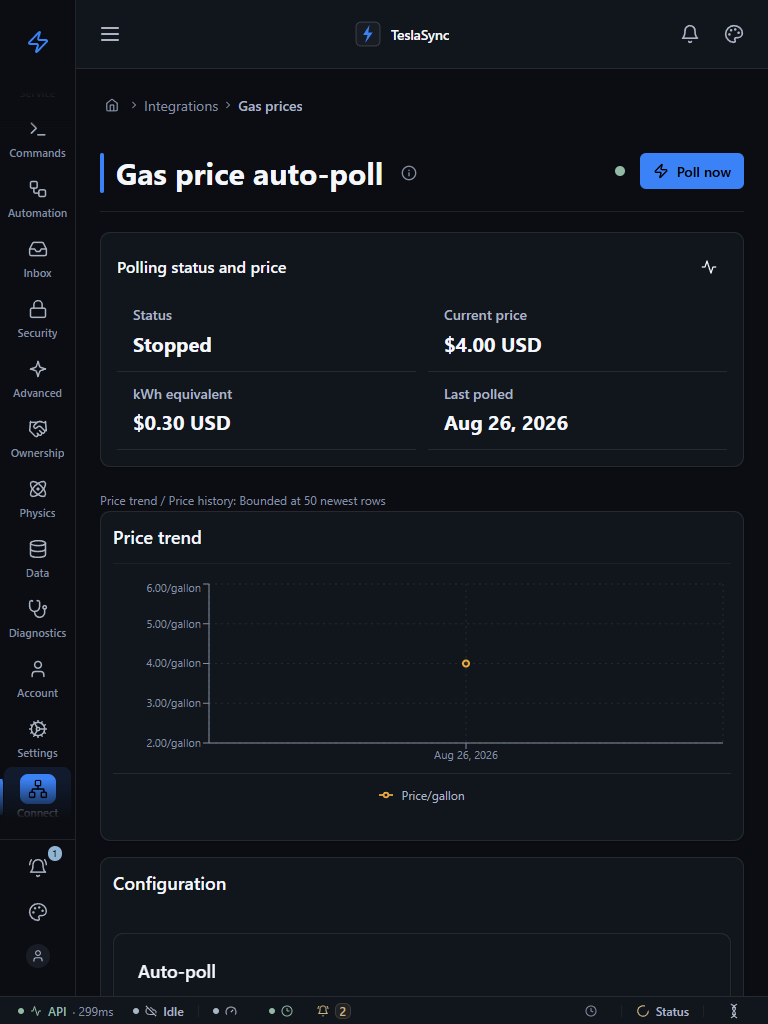 TeslaSync
Service
Commands
Automation
Inbox
Security
Advanced
Ownership
Physics
Data
Diagnostics
Account
Settings
Connect
1
Integrations
Gas prices
Gas price auto-poll
Poll now
Polling status and price
Status
Stopped
Current price
$4.00 USD
kWh equivalent
$0.30 USD
Last polled
Aug 26, 2026
Price trend / Price history: Bounded at 50 newest rows
Price trend
6.00/gallon
5.00/gallon
4.00/gallon
3.00/gallon
2.00/gallon
Aug 26, 2026
Price/gallon
Configuration
Auto-poll
API · 299ms
Idle
2
Status